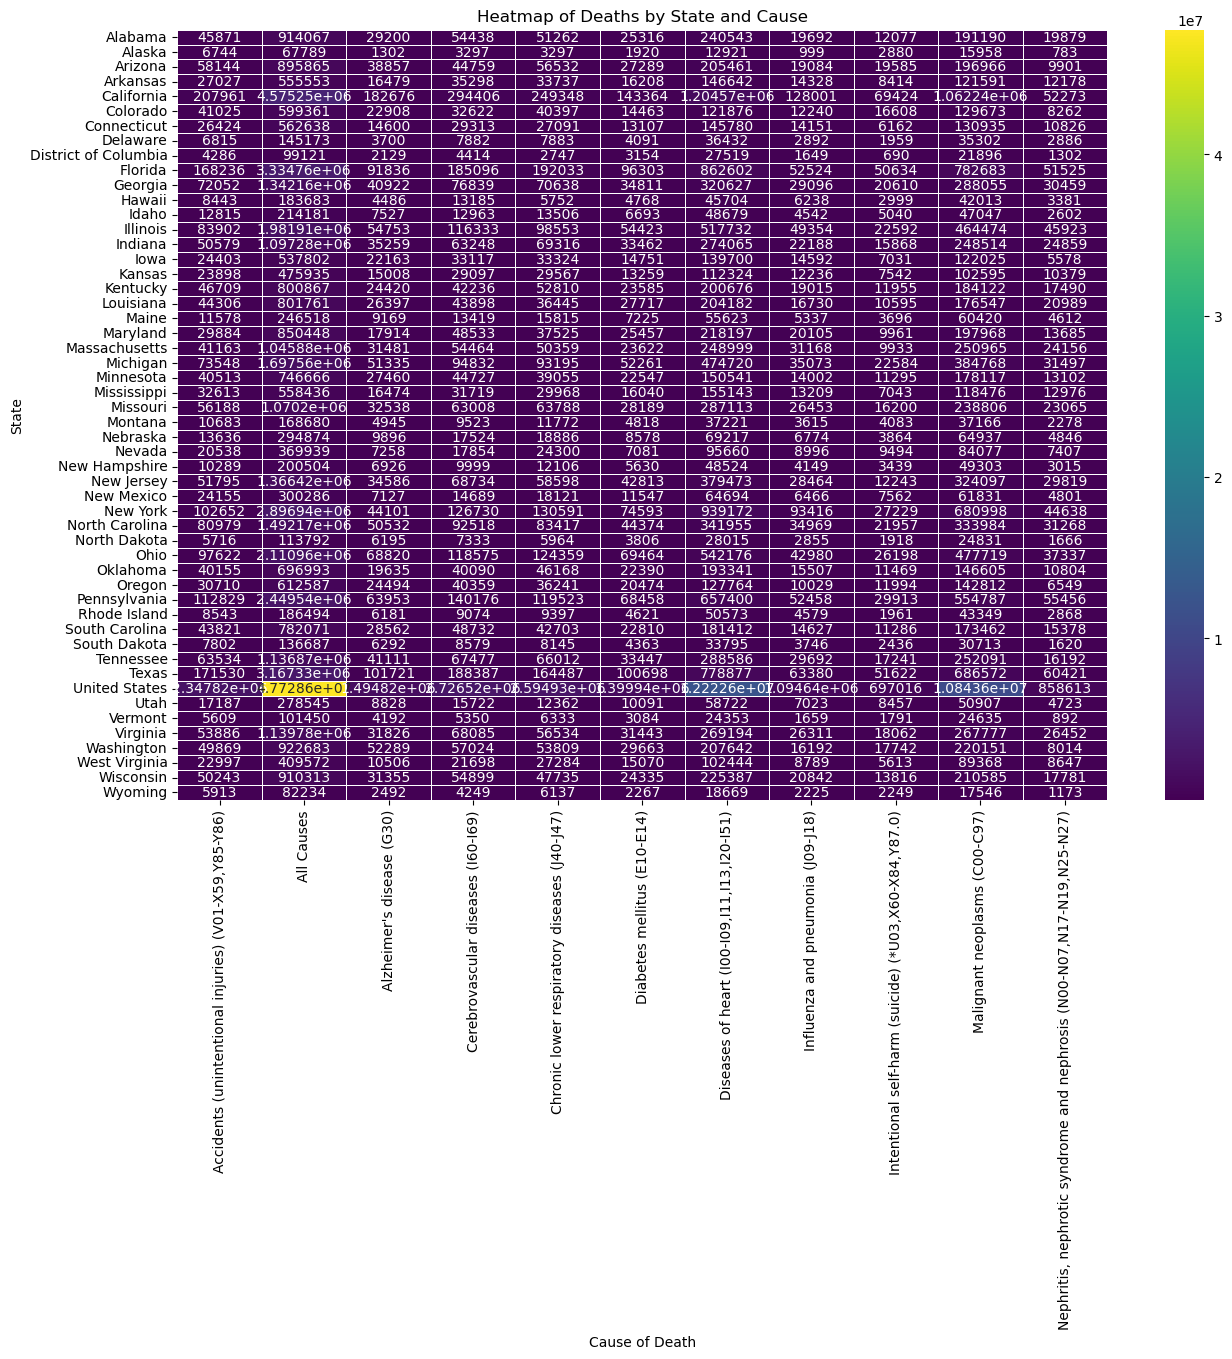 Heatmap of Deaths by State and Cause
1e7
Alabama 45871 914067 29200 54438 51262 25316 240543 19692 12077 191190 19879
Alaska 6744 67789 1302 3297 3297 1920 12921 999 2880 15958 783
Arizona 58144 895865 38857 44759 56532 27289 205461 19084 19585 196966 9901
Arkansas 27027 555553 16479 35298 33737 16208 146642 14328 8414 121591 12178
California 207961 4.57525e+06 182676 294406 249348 143364 1.20457e+06 128001 69424 1.06224e+06 52273
Colorado 41025 599361 22908 32622 40397 14463 121876 12240 16608 129673 8262
Connecticut 26424 562638 14600 29313 27091 13107 145780 14151 6162 130935 10826
Delaware 6815 145173 3700 7882 7883 4091 36432 2892 1959 35302 2886
District of Columbia 4286 99121 2129 4414 2747 3154 27519 1649 690 21896 1302
Florida 168236 3.33476e+06 91836 185096 192033 96303 862602 52524 50634 782683 51525
Georgia 72052 1.34216e+06 40922 76839 70638 34811 320627 29096 20610 288055 30459
Hawaii 8443 183683 4486 13185 5752 4768 45704 6238 2999 42013 3381
Idaho 12815 214181 7527 12963 13506 6693 48679 4542 5040 47047 2602
Illinois 83902 1.98191e+06 54753 116333 98553 54423 517732 49354 22592 464474 45923
Indiana 50579 1.09728e+06 35259 63248 69316 33462 274065 22188 15868 248514 24859
Iowa 24403 537802 22163 33117 33324 14751 139700 14592 7031 122025 5578
Kansas 23898 475935 15008 29097 29567 13259 112324 12236 7542 102595 10379
Kentucky 46709 800867 24420 42236 52810 23585 200676 19015 11955 184122 17490
Louisiana 44306 801761 26397 43898 36445 27717 204182 16730 10595 176547 20989
Maine 11578 246518 9169 13419 15815 7225 55623 5337 3696 60420 4612
Maryland 29884 850448 17914 48533 37525 25457 218197 20105 9961 197968 13685
Massachusetts 41163 1.04588e+06 31481 54464 50359 23622 248999 31168 9933 250965 24156
Michigan 73548 1.69756e+06 51335 94832 93195 52261 474720 35073 22584 384768 31497
Minnesota 40513 746666 27460 44727 39055 22547 150541 14002 11295 178117 13102
Mississippi 32613 558436 16474 31719 29968 16040 155143 13209 7043 118476 12976
Missouri 56188 1.0702e+06 32538 63008 63788 28189 287113 26453 16200 238806 23065
Montana 10683 168680 4945 9523 11772 4818 37221 3615 4083 37166 2278
Nebraska 13636 294874 9896 17524 18886 8578 69217 6774 3864 64937 4846
Nevada 20538 369939 7258 17854 24300 7081 95660 8996 9494 84077 7407
New Hampshire 10289 200504 6926 9999 12106 5630 48524 4149 3439 49303 3015
New Jersey 51795 1.36642e+06 34586 68734 58598 42813 379473 28464 12243 324097 29819
New Mexico 24155 300286 7127 14689 18121 11547 64694 6466 7562 61831 4801
New York 102652 2.89694e+06 44101 126730 130591 74593 939172 93416 27229 680998 44638
North Carolina 80979 1.49217e+06 50532 92518 83417 44374 341955 34969 21957 333984 31268
North Dakota 5716 113792 6195 7333 5964 3806 28015 2855 1918 24831 1666
Ohio 97622 2.11096e+06 68820 118575 124359 69464 542176 42980 26198 477719 37337
Oklahoma 40155 696993 19635 40090 46168 22390 193341 15507 11469 146605 10804
Oregon 30710 612587 24494 40359 36241 20474 127764 10029 11994 142812 6549
Pennsylvania 112829 2.44954e+06 63953 140176 119523 68458 657400 52458 29913 554787 55456
Rhode Island 8543 186494 6181 9074 9397 4621 50573 4579 1961 43349 2868
South Carolina 43821 782071 28562 48732 42703 22810 181412 14627 11286 173462 15378
South Dakota 7802 136687 6292 8579 8145 4363 33795 3746 2436 30713 1620
Tennessee 63534 1.13687e+06 41111 67477 66012 33447 288586 29692 17241 252091 16192
Texas 171530 3.16733e+06 101721 188387 164487 100698 778877 63380 51622 686572 60421
United States 697016 1.08436e+07 858613
Utah 17187 278545 8828 15722 12362 10091 58722 7023 8457 50907 4723
Vermont 5609 101450 4192 5350 6333 3084 24323 1659 1791 24635 892
Virginia 53886 1.13978e+06 31826 68085 56534 31443 269194 26311 18062 267777 26452
Washington 49869 922683 52289 57024 53809 29663 207642 16192 17742 220151 8014
West Virginia 22997 409572 10506 21698 27284 15070 102444 8789 5613 89368 8647
Wisconsin 50243 910313 31355 54899 47735 24335 225387 20842 13816 210585 17781
Wyoming 5913 82234 2492 4249 6137 2267 18669 2225 2249 17546 1173
4
3
2
1
State
Accidents (unintentional injuries) (V01-X59,Y85-Y86)
All Causes
Alzheimer's disease (G30)
Cerebrovascular diseases (I60-I69)
Chronic lower respiratory diseases (J40-J47)
Diabetes mellitus (E10-E14)
Diseases of heart (I00-I09,I11,I13,I20-I51)
Influenza and pneumonia (J09-J18)
Intentional self-harm (suicide) (*U03,X60-X84,Y87.0)
Malignant neoplasms (C00-C97)
Nephritis, nephrotic syndrome and nephrosis (N00-N07,N17-N19,N25-N27)
Cause of Death